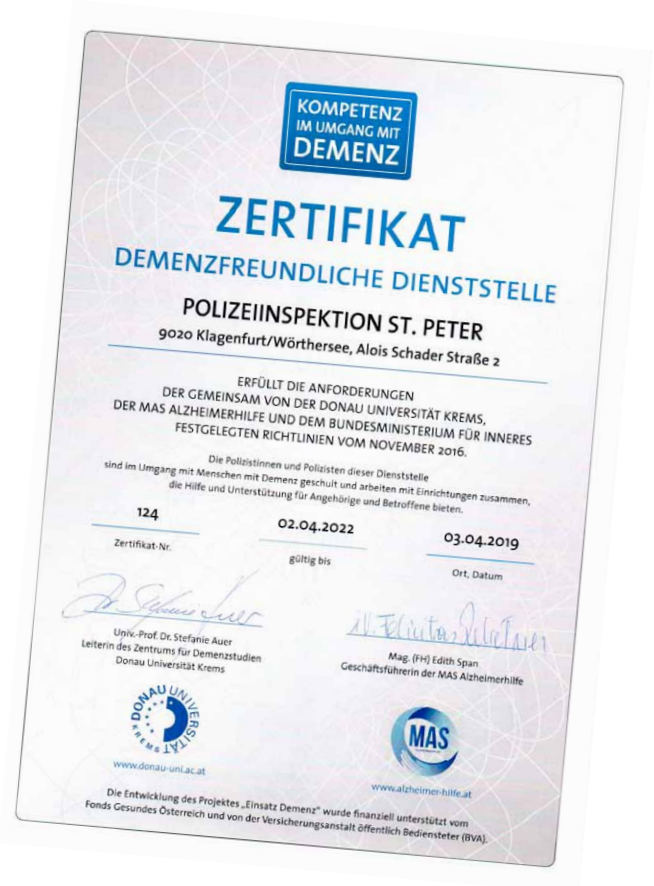 KOMPETENZ
IM UMGANG MIT
DEMENZ
ZERTIFIKAT
DEMENZFREUNDLICHE DIENSTSTELLE
POLIZEIINSPEKTION ST. PETER
9020 Klagenfurt/Wörthersee, Alois Schader Straße 2
ERFÜLLT DIE ANFORDERUNGEN
DER GEMEINSAM VON DER DONAU UNIVERSITÄT KREMS,
DER MAS ALZHEIMERHILFE UND DEM BUNDESMINISTERIUM FÜR INNERES
FESTGELEGTEN RICHTLINIEN VOM NOVEMBER 2016.
Die Polizistinnen und Polizisten dieser Dienststelle
sind im Umgang mit Menschen mit Demenz geschult und arbeiten mit Einrichtungen zusammen,
die Hilfe und Unterstützung für Angehörige und Betroffene bieten.
124 02.04.2022 03.04.2019
Zertifikat-Nr. gültig bis Ort, Datum
Univ.-Prof. Dr. Stefanie Auer
Leiterin des Zentrums für Demenzstudien
Donau Universität Krems
Mag. (FH) Edith Span
Geschäftsführerin der MAS Alzheimerhilfe
DONAU UNIVERSITÄT KREMS
www.donau-uni.ac.at
MAS
www.alzheimer-hilfe.at
Die Entwicklung des Projektes „Einsatz Demenz" wurde finanziell unterstützt vom
Fonds Gesundes Österreich und von der Versicherungsanstalt öffentlich Bediensteter (BVA).